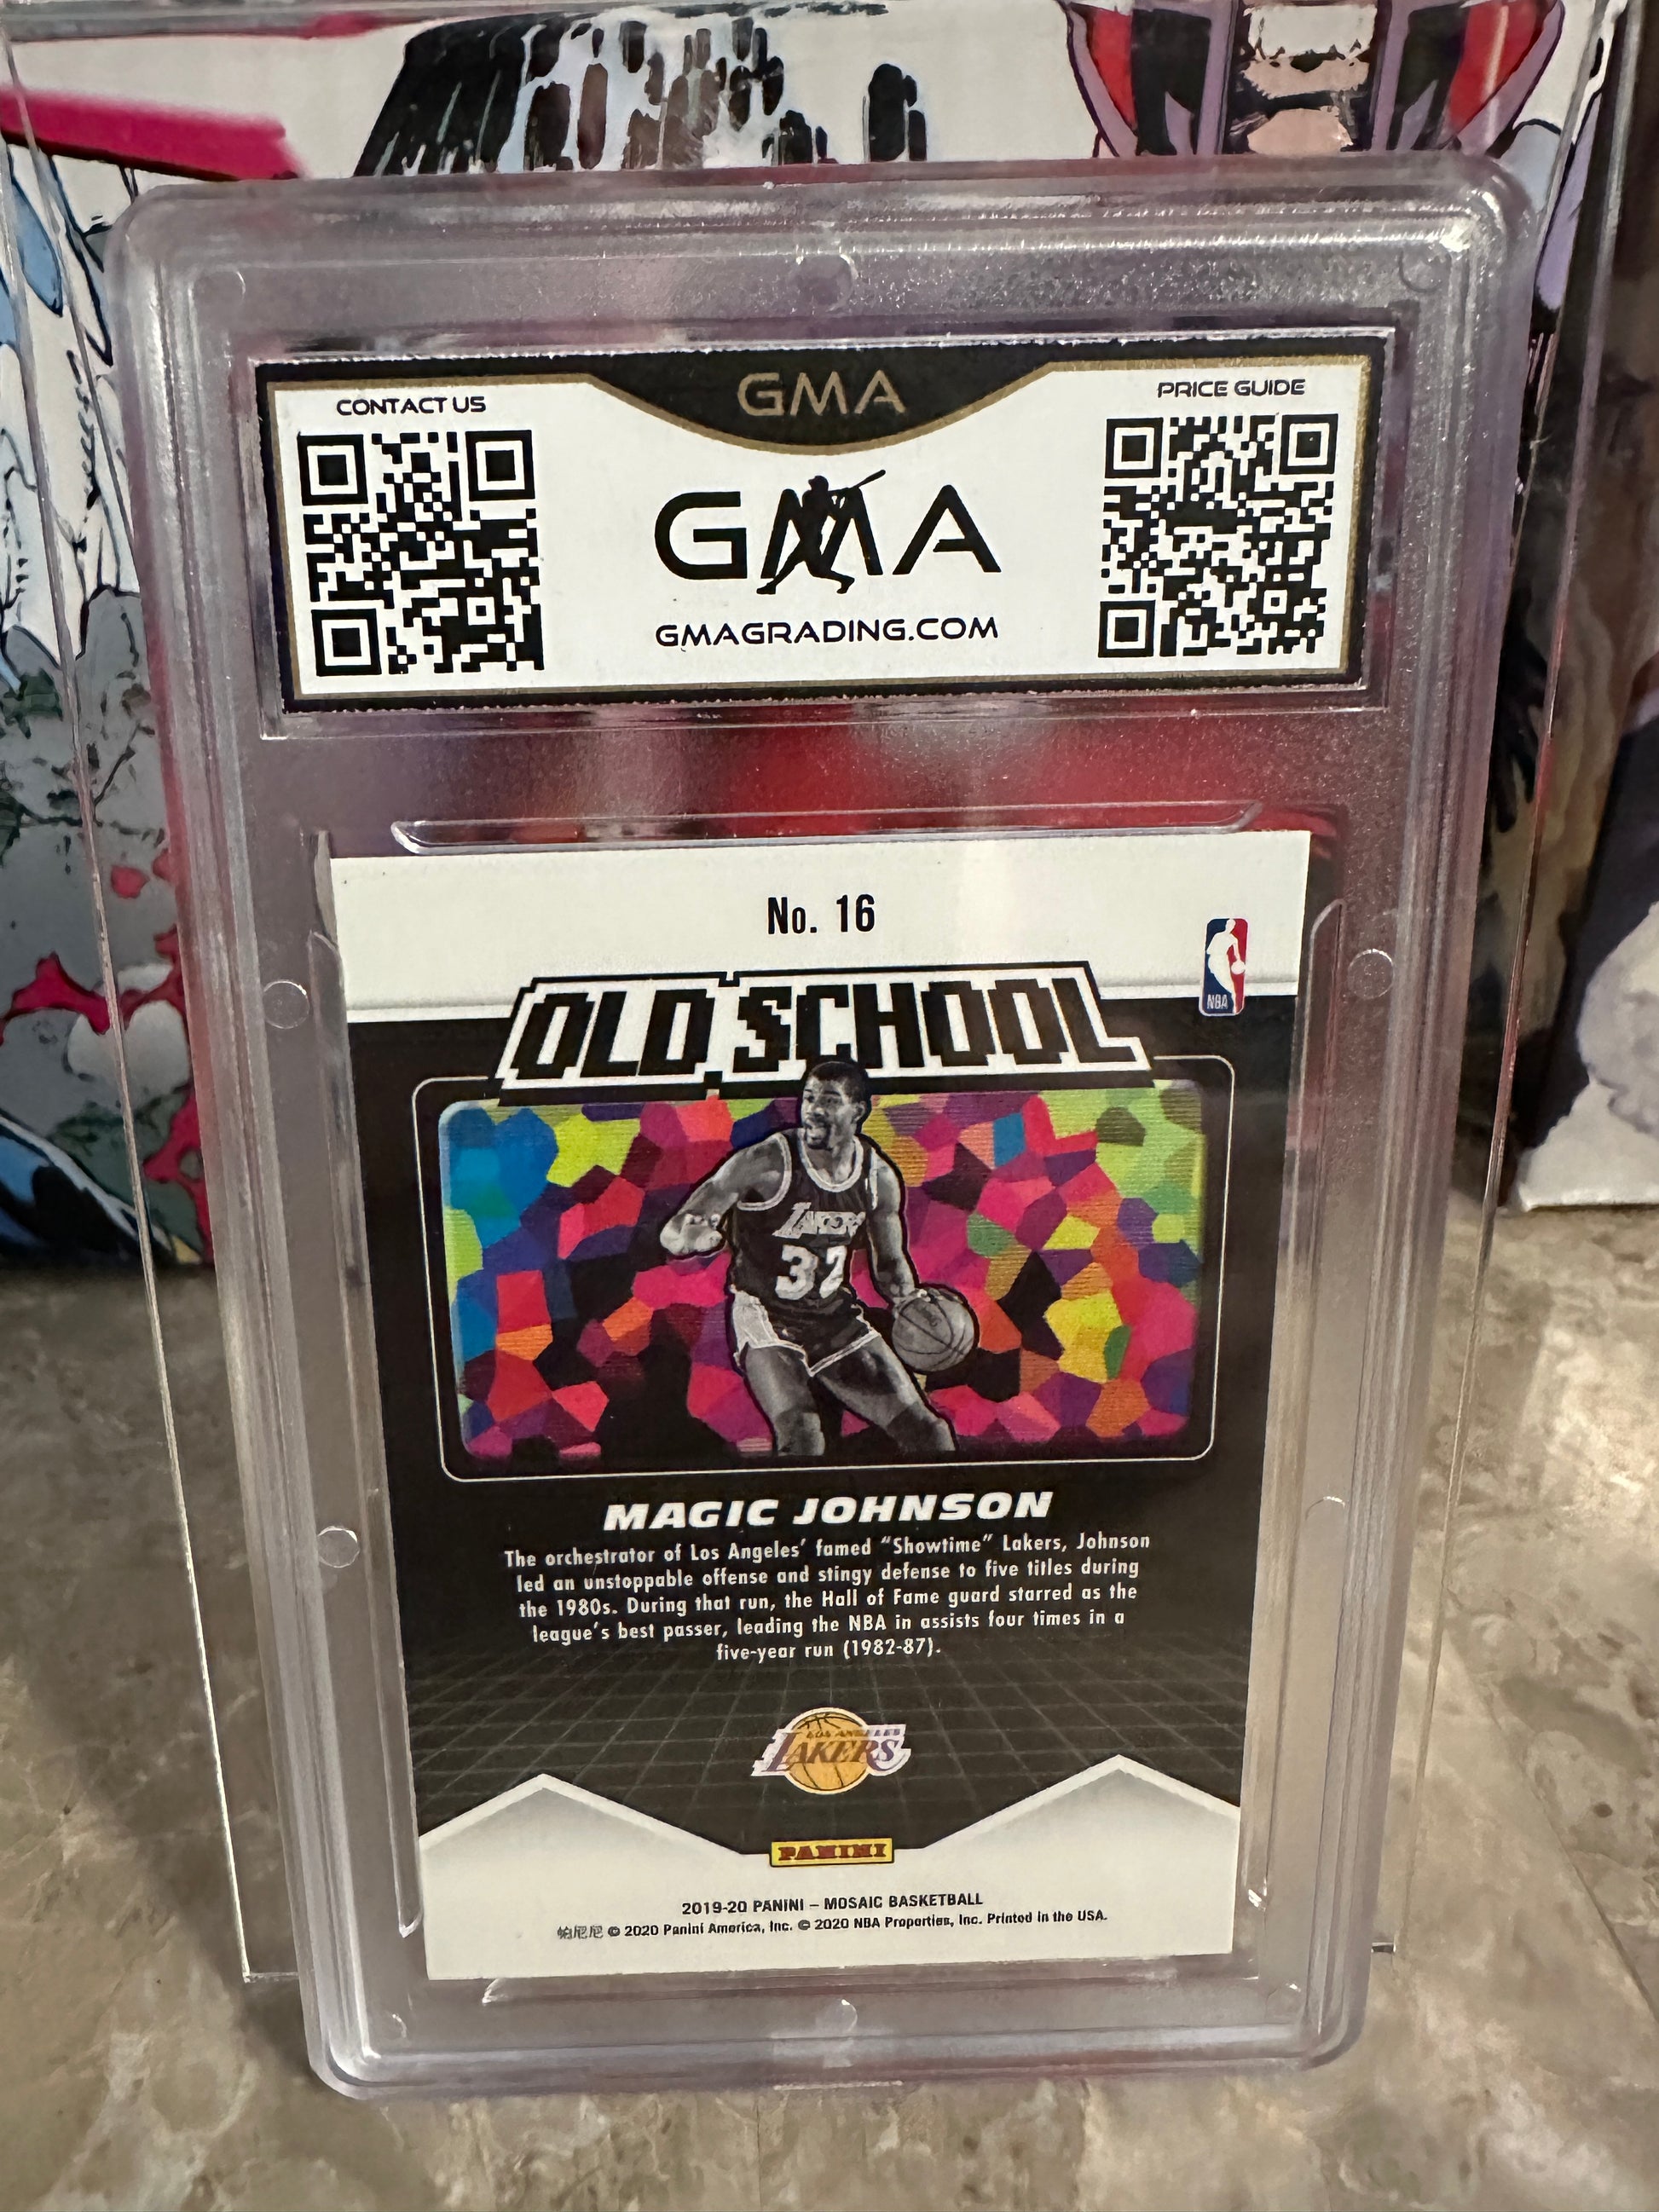 GMA
CONTACT US
PRICE GUIDE
GMA
GMAGRADING.COM
No. 16
NBA
OLD SCHOOL
LAKERS
32
MAGIC JOHNSON
The orchestrator of Los Angeles’ famed “Showtime” Lakers, Johnson
led an unstoppable offense and stingy defense to five titles during
the 1980s. During that run, the Hall of Fame guard starred as the
league’s best passer, leading the NBA in assists four times in a
five-year run (1982-87).
LOS ANGELES
LAKERS
PANINI
2019-20 PANINI – MOSAIC BASKETBALL
帕尼尼 © 2020 Panini America, Inc. © 2020 NBA Properties, Inc. Printed in the USA.